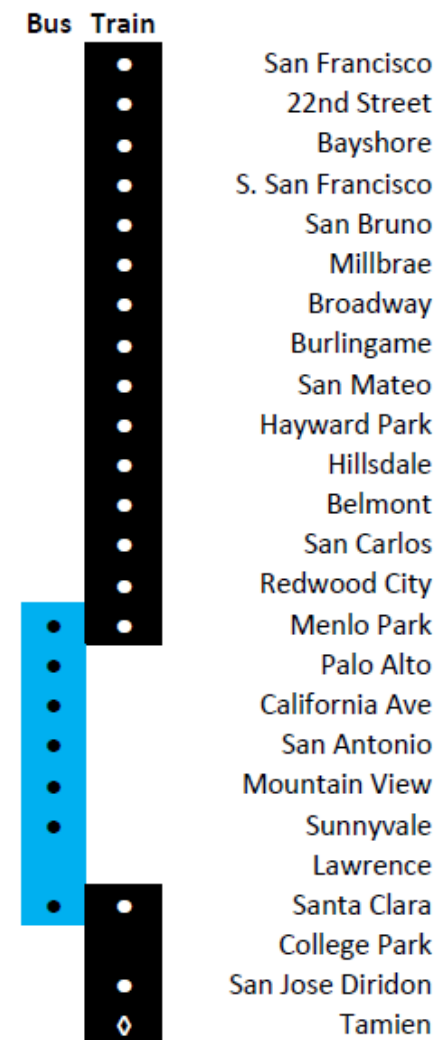 Bus Train
San Francisco
22nd Street
Bayshore
S. San Francisco
San Bruno
Millbrae
Broadway
Burlingame
San Mateo
Hayward Park
Hillsdale
Belmont
San Carlos
Redwood City
Menlo Park
Palo Alto
California Ave
San Antonio
Mountain View
Sunnyvale
Lawrence
Santa Clara
College Park
San Jose Diridon
Tamien